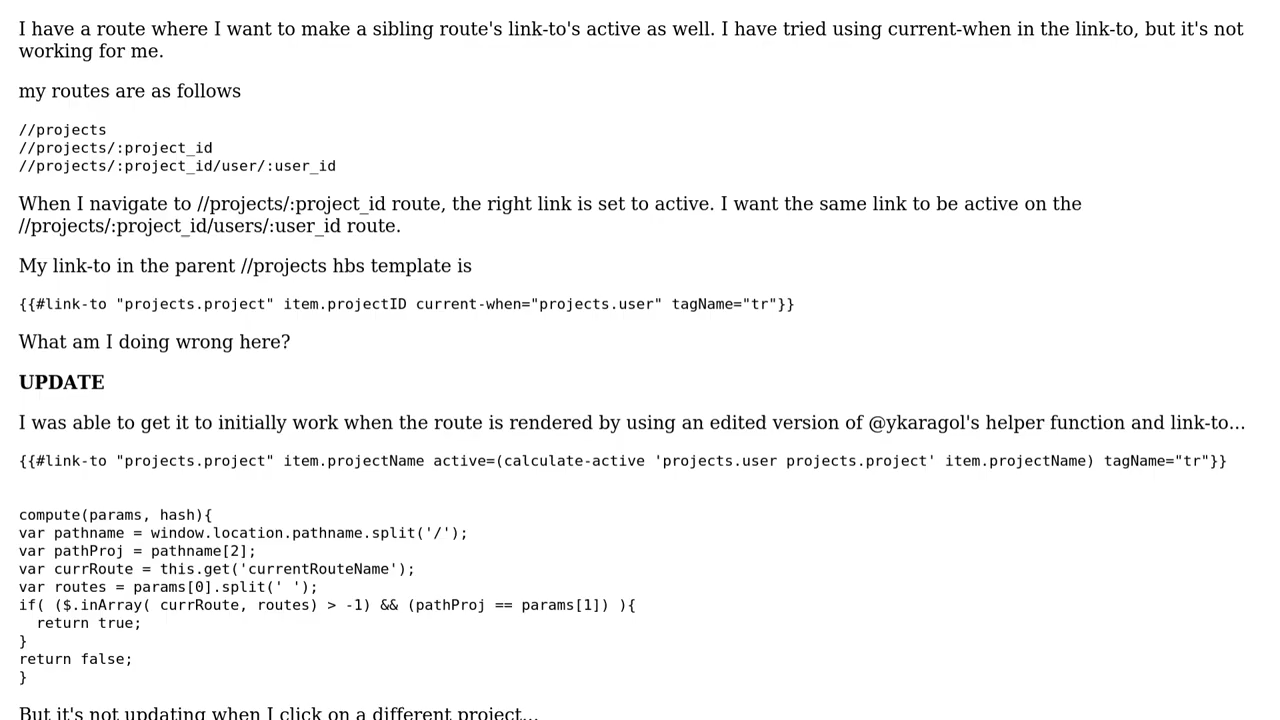 I have a route where I want to make a sibling route's link-to's active as well. I have tried using current-when in the link-to, but it's not
working for me.
my routes are as follows
//projects
//projects/:project_id
//projects/:project_id/user/:user_id
When I navigate to //projects/:project_id route, the right link is set to active. I want the same link to be active on the
//projects/:project_id/users/:user_id route.
My link-to in the parent //projects hbs template is
{{#link-to "projects.project" item.projectID current-when="projects.user" tagName="tr"}}
What am I doing wrong here?
UPDATE
I was able to get it to initially work when the route is rendered by using an edited version of @ykaragol's helper function and link-to...
{{#link-to "projects.project" item.projectName active=(calculate-active 'projects.user projects.project' item.projectName) tagName="tr"}}
compute(params, hash){
var pathname = window.location.pathname.split('/');
var pathProj = pathname[2];
var currRoute = this.get('currentRouteName');
var routes = params[0].split(' ');
if( ($.inArray( currRoute, routes) > -1) && (pathProj == params[1]) ){
  return true;
}
return false;
}
But it's not updating when I click on a different project...